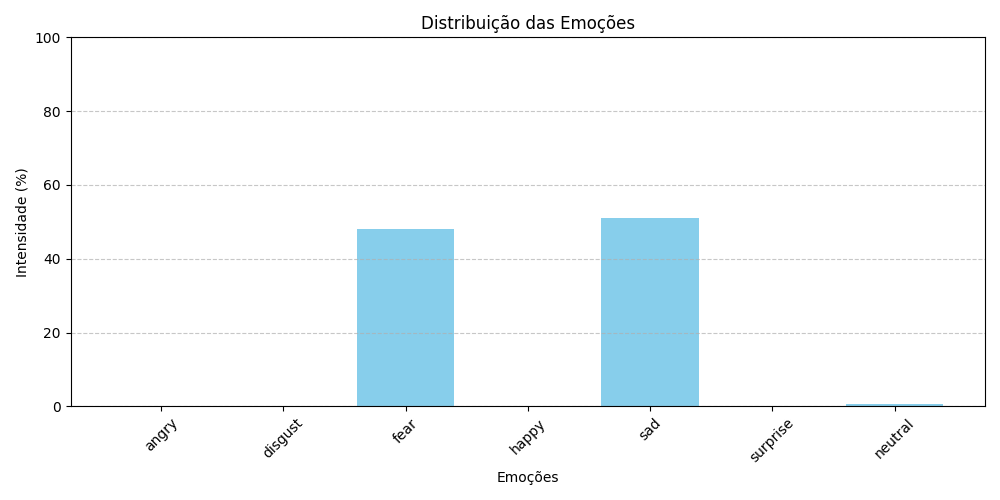 Distribuição das Emoções
Intensidade (%)
100
80
60
40
20
0
angry
disgust
fear
happy
sad
surprise
neutral
Emoções